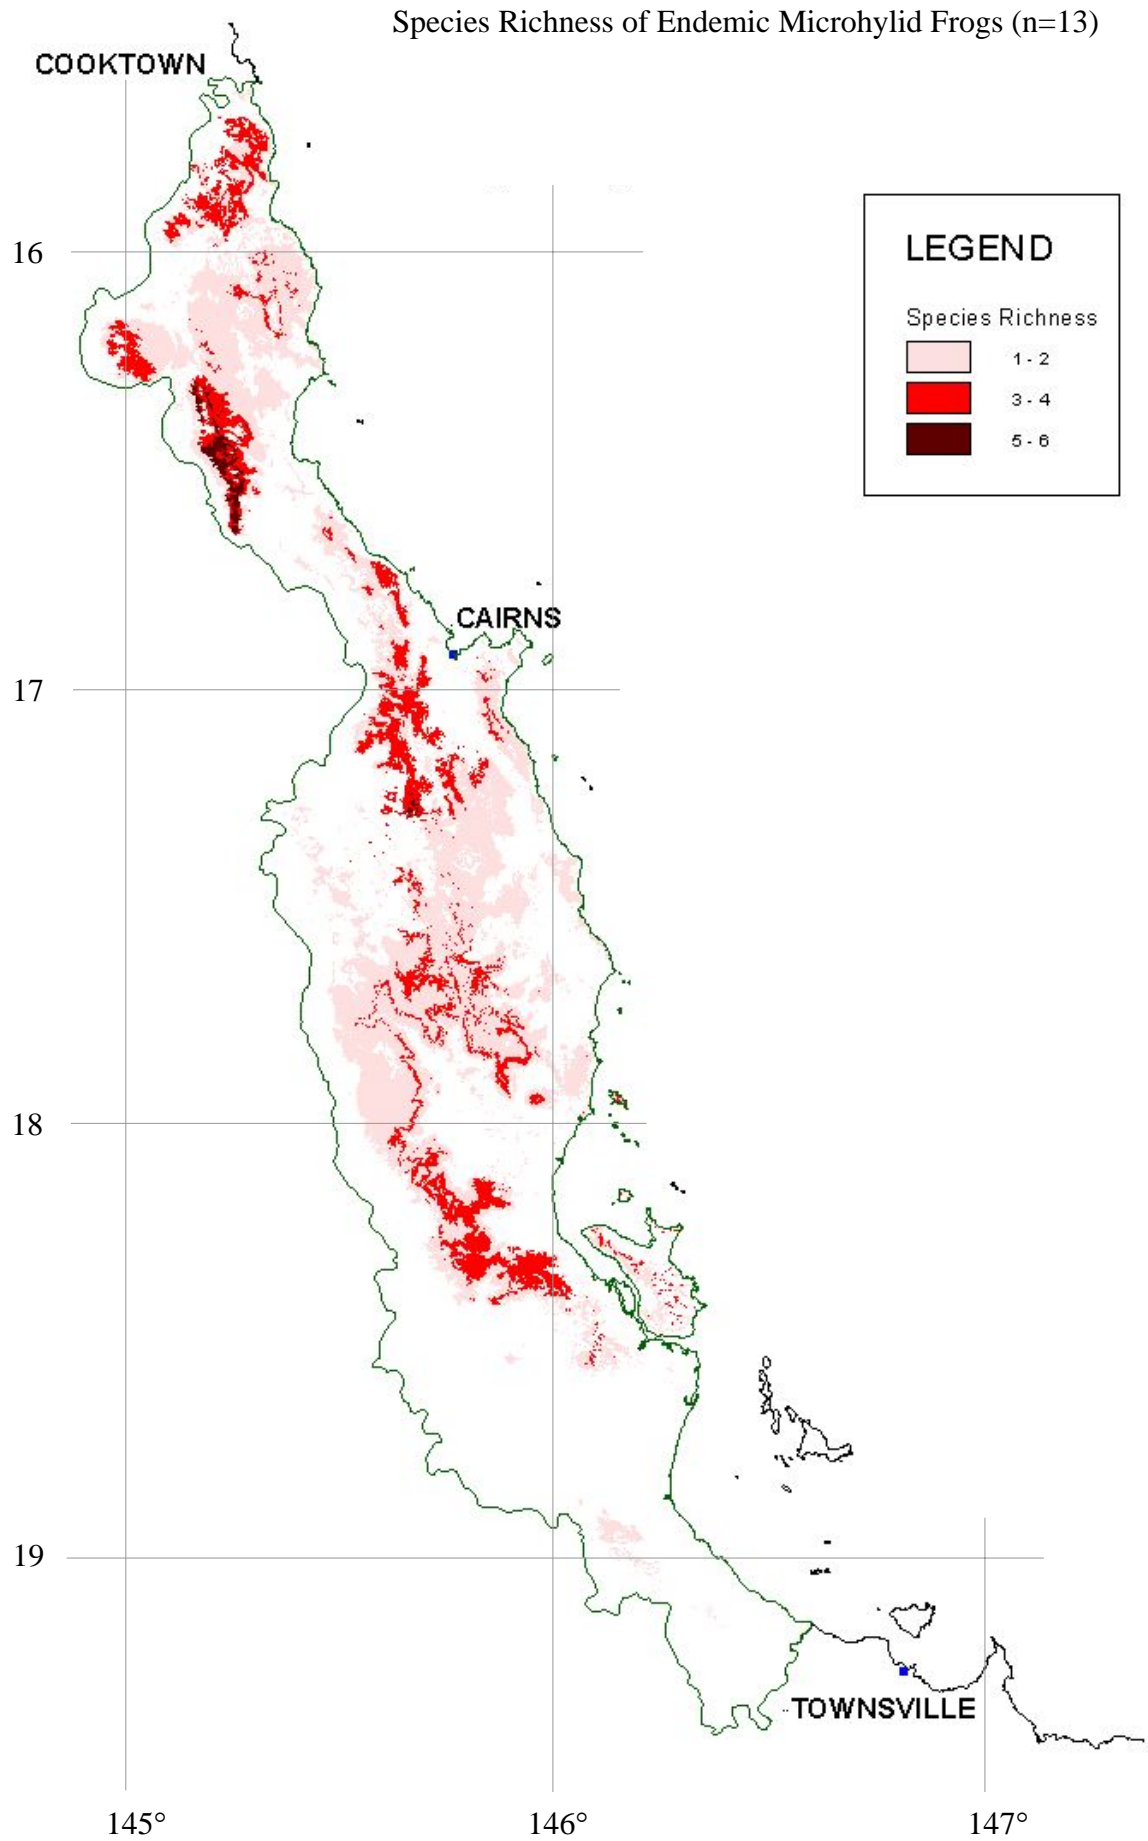 Species Richness of Endemic Microhylid Frogs (n=13)
COOKTOWN
16
LEGEND
Species Richness
1 - 2
3 - 4
5 - 6
CAIRNS
17
18
19
TOWNSVILLE
145°
146°
147°